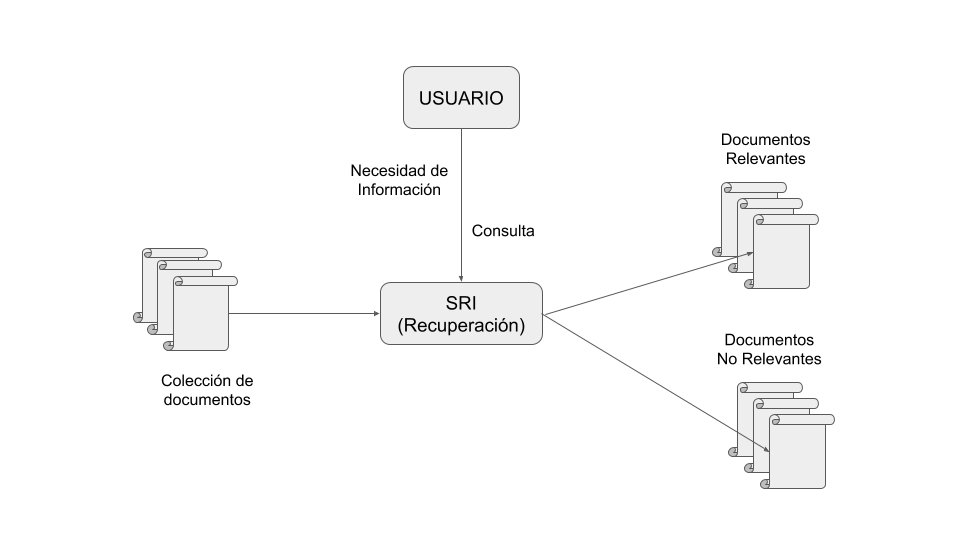 USUARIO
Necesidad de
Información
Consulta
SRI
(Recuperación)
Colección de
documentos
Documentos
Relevantes
Documentos
No Relevantes